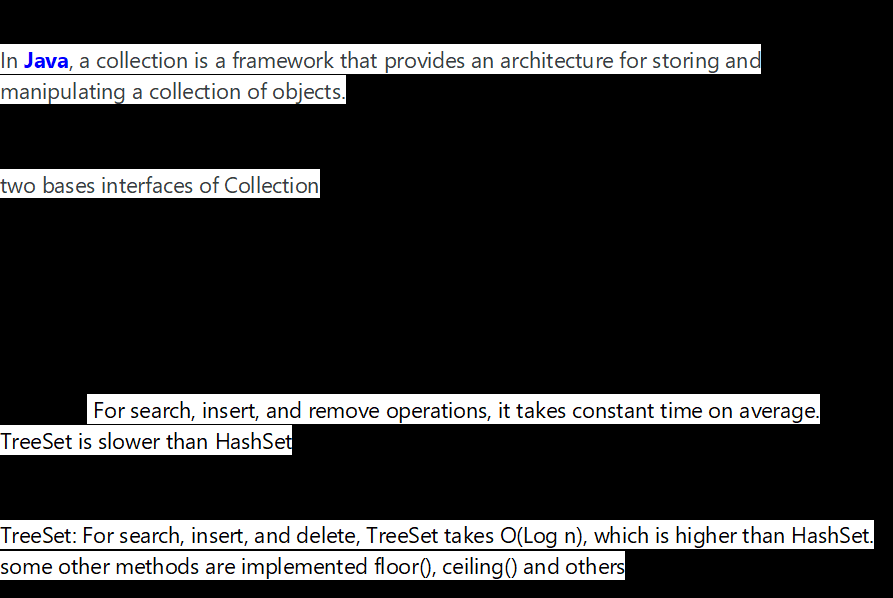 In Java, a collection is a framework that provides an architecture for storing and
manipulating a collection of objects.
two bases interfaces of Collection
For search, insert, and remove operations, it takes constant time on average.
TreeSet is slower than HashSet
TreeSet: For search, insert, and delete, TreeSet takes O(Log n), which is higher than HashSet.
some other methods are implemented floor(), ceiling() and others